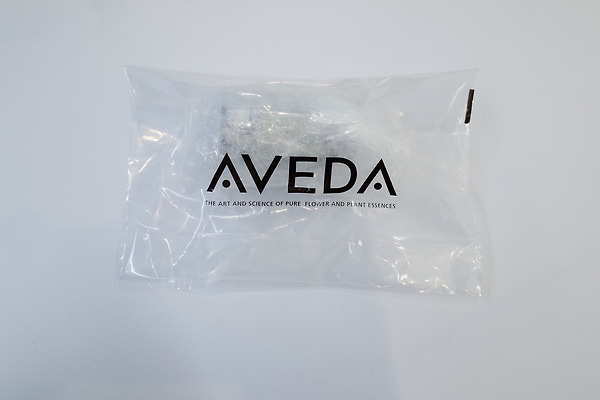 AVEDA
THE ART AND SCIENCE OF PURE FLOWER AND PLANT ESSENCES